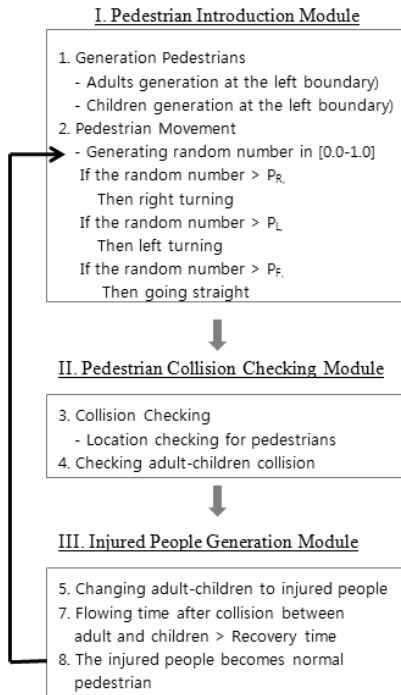 I. Pedestrian Introduction Module
1. Generation Pedestrians
- Adults generation at the left boundary)
- Children generation at the left boundary)
2. Pedestrian Movement
- Generating random number in [0.0-1.0]
If the random number > P_R,
Then right turning
If the random number > P_L
Then left turning
If the random number > P_F,
Then going straight
II. Pedestrian Collision Checking Module
3. Collision Checking
- Location checking for pedestrians
4. Checking adult-children collision
III. Injured People Generation Module
5. Changing adult-children to injured people
7. Flowing time after collision between
adult and children > Recovery time
8. The injured people becomes normal
pedestrian